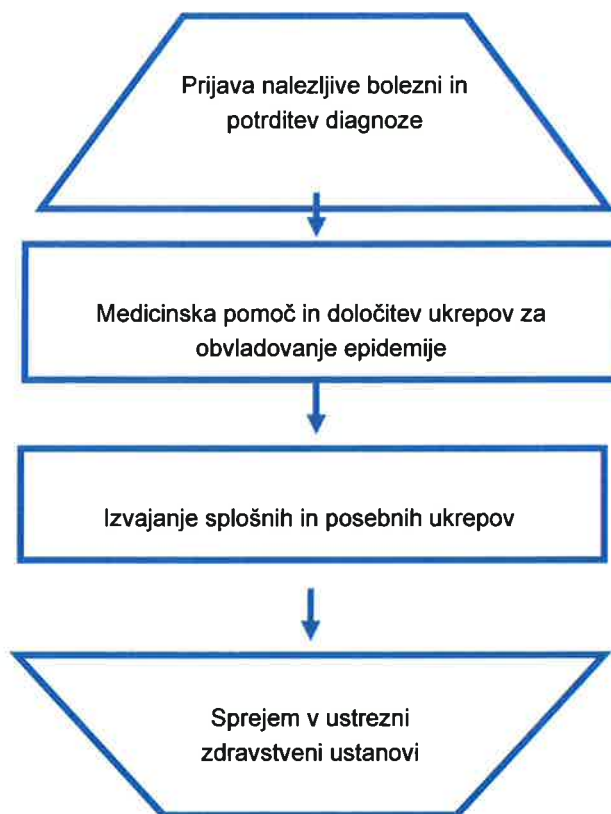 Prijava nalezljive bolezni in
potrditev diagnoze
Medicinska pomoč in določitev ukrepov za
obvladovanje epidemije
Izvajanje splošnih in posebnih ukrepov
Sprejem v ustrezni
zdravstveni ustanovi